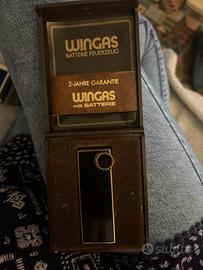 WINGAS
BATTERIE FEUERZEUG
2-JAHRE GARANTIE
WINGAS
mit BATTERIE
Subito